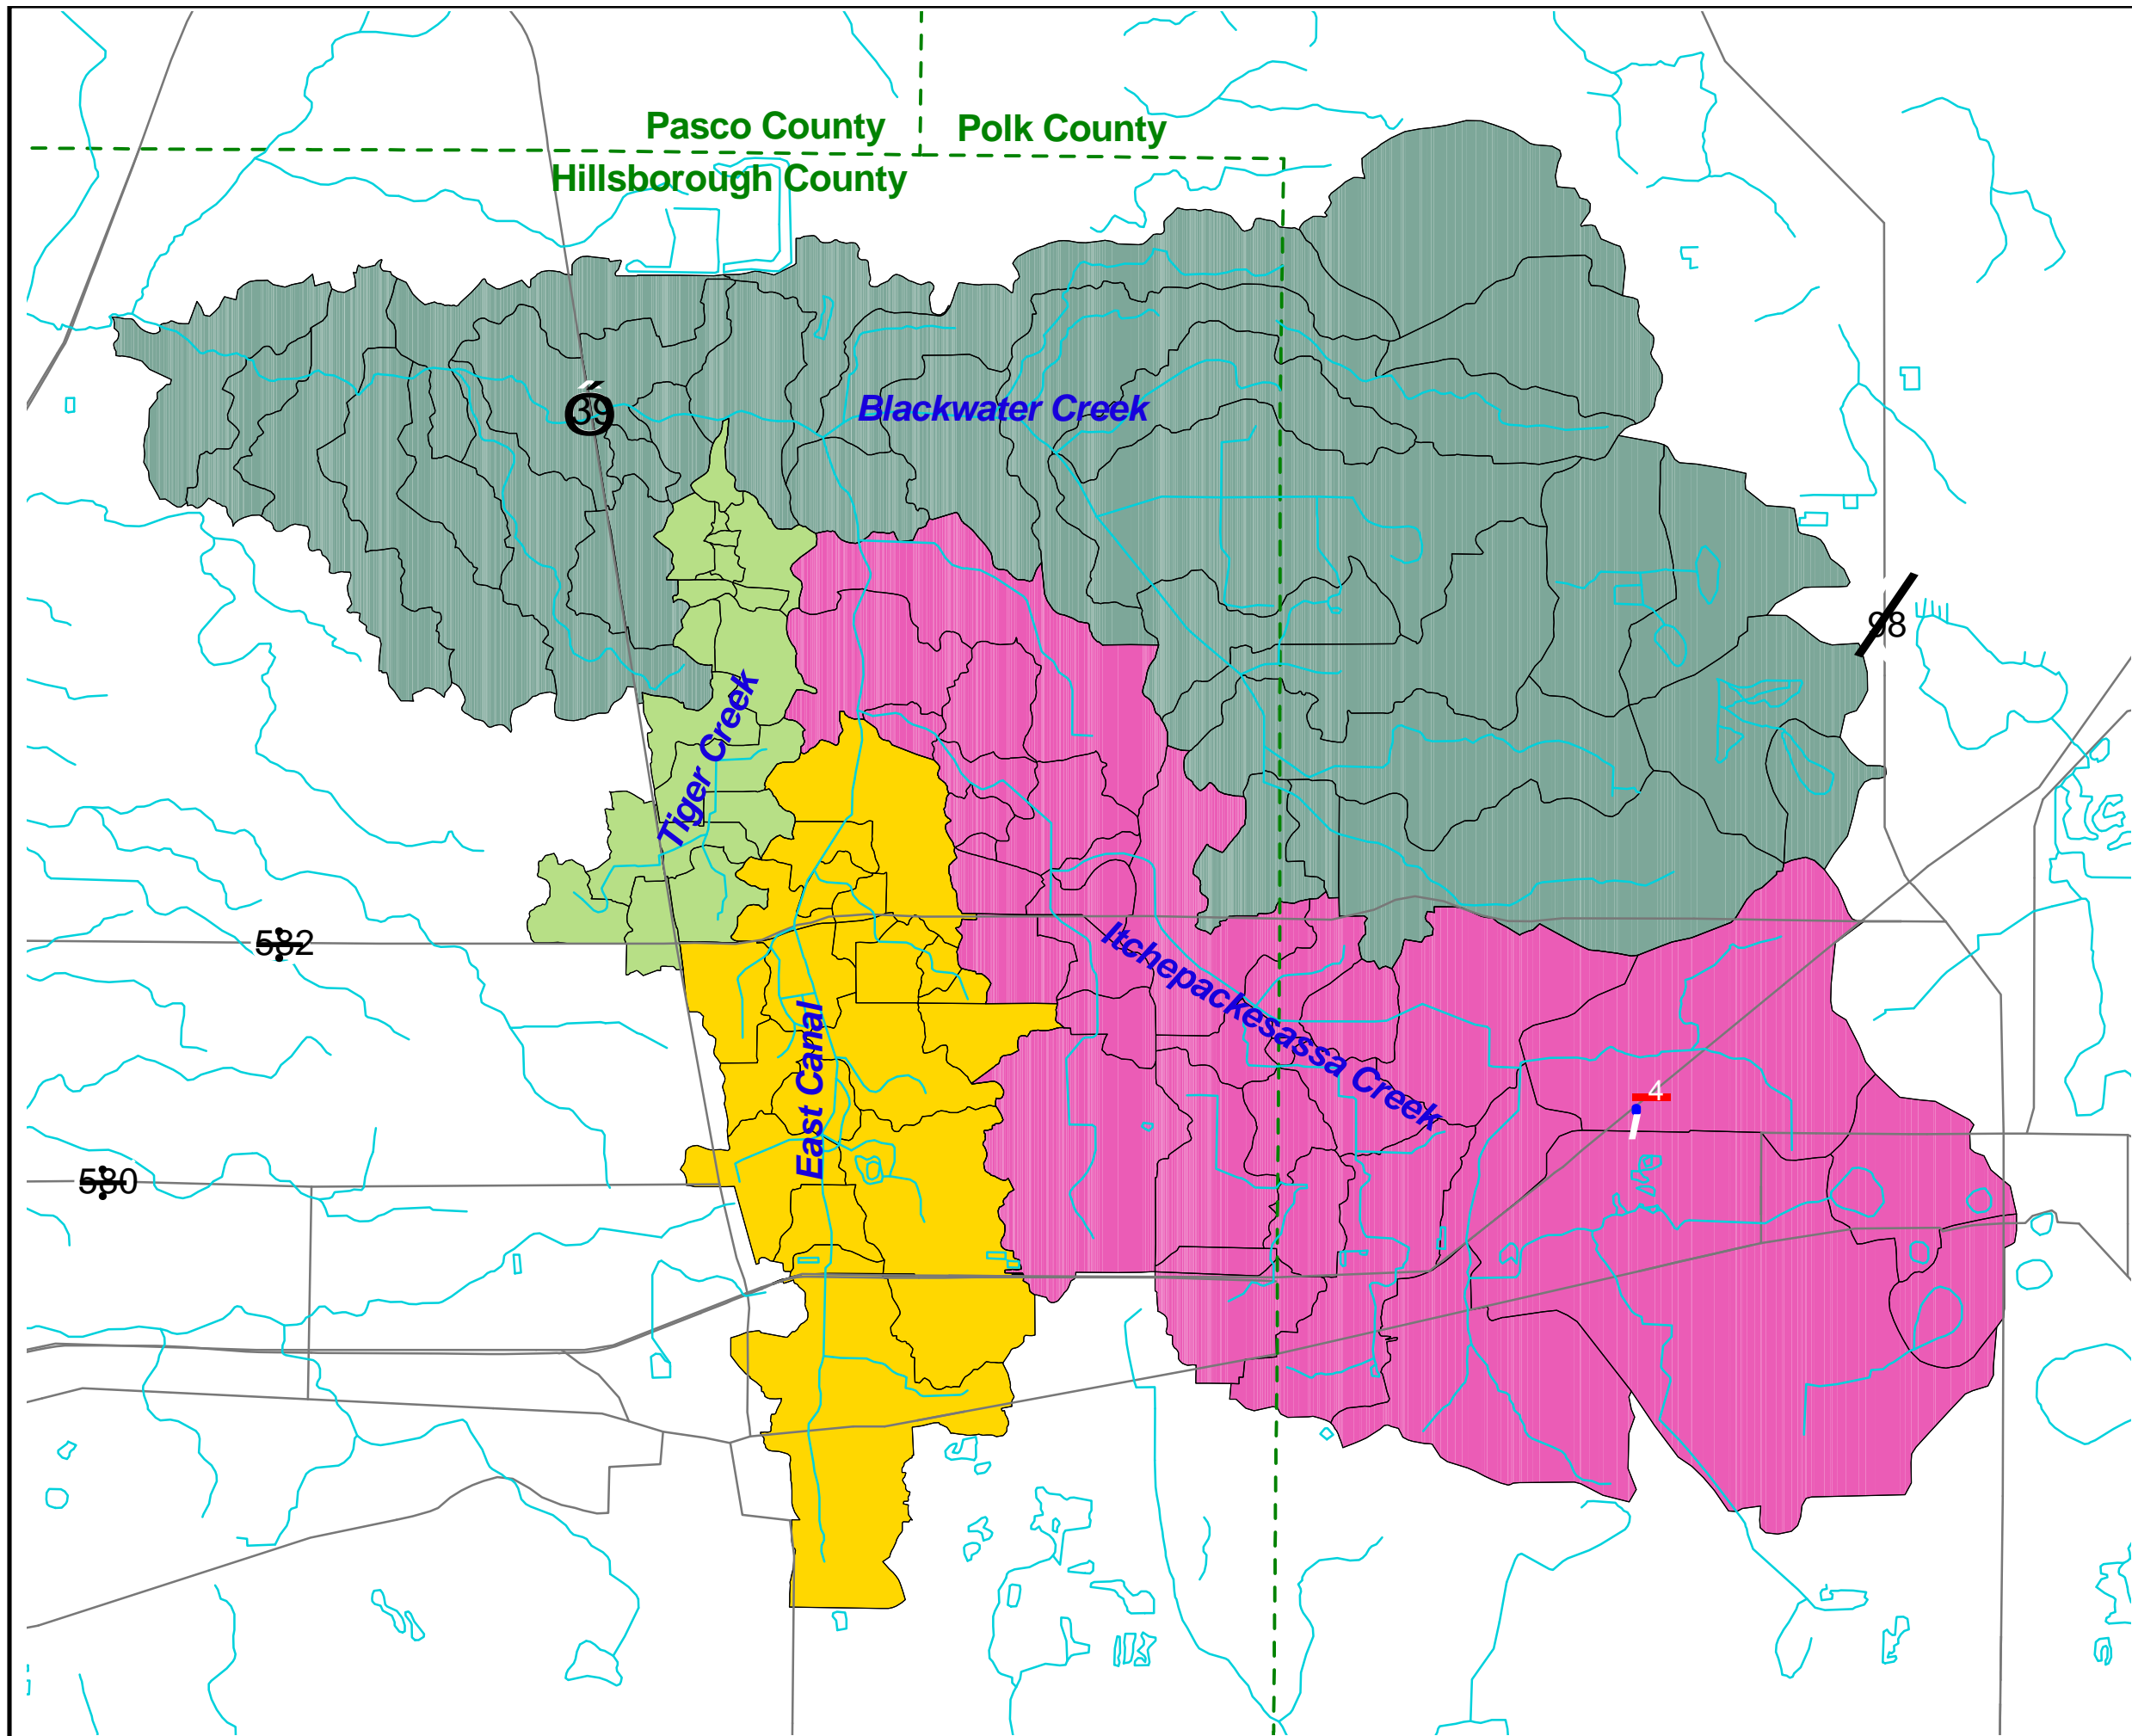 Pasco County
Polk County
Hillsborough County
39
Blackwater Creek
98
Tiger Creek
582
Itchepackesassa Creek
East Canal
4
580